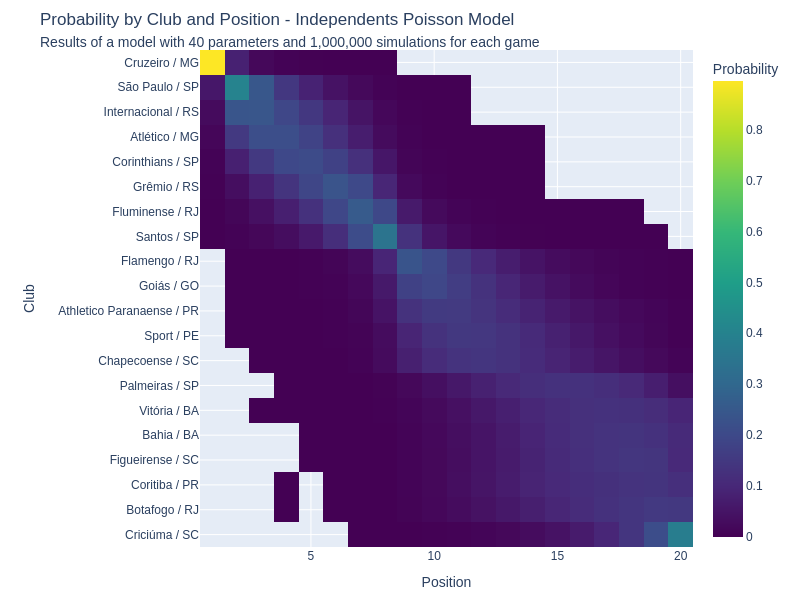 Probability by Club and Position - Independents Poisson Model
Results of a model with 40 parameters and 1,000,000 simulations for each game
Probability
Cruzeiro / MG
São Paulo / SP
Internacional / RS
Atlético / MG
Corinthians / SP
Grêmio / RS
Fluminense / RJ
Santos / SP
Flamengo / RJ
Goiás / GO
Athletico Paranaense / PR
Sport / PE
Chapecoense / SC
Palmeiras / SP
Vitória / BA
Bahia / BA
Figueirense / SC
Coritiba / PR
Botafogo / RJ
Criciúma / SC
Club
5
10
15
20
Position
0.8
0.7
0.6
0.5
0.4
0.3
0.2
0.1
0